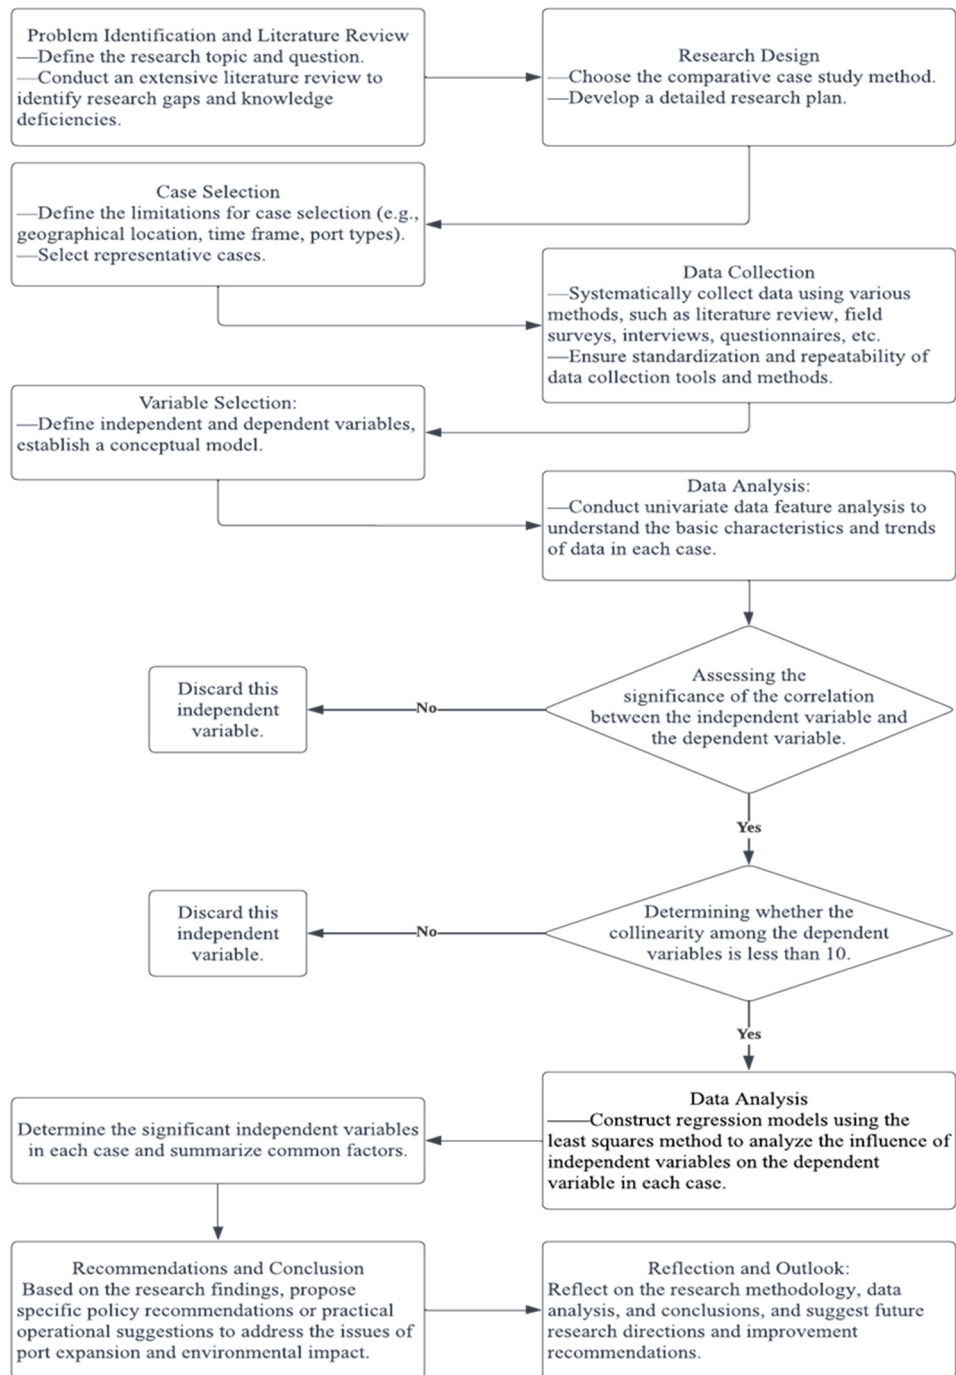 Problem Identification and Literature Review
—Define the research topic and question.
—Conduct an extensive literature review to
identify research gaps and knowledge
deficiencies.
Research Design
—Choose the comparative case study method.
—Develop a detailed research plan.
Case Selection
—Define the limitations for case selection (e.g.,
geographical location, time frame, port types).
—Select representative cases.
Data Collection
—Systematically collect data using various
methods, such as literature review, field
surveys, interviews, questionnaires, etc.
—Ensure standardization and repeatability of
data collection tools and methods.
Variable Selection:
—Define independent and dependent variables,
establish a conceptual model.
Data Analysis:
—Conduct univariate data feature analysis to
understand the basic characteristics and trends
of data in each case.
Assessing the
significance of the correlation
between the independent variable and
the dependent variable.
No
Discard this
independent
variable.
Yes
Determining whether the
collinearity among the dependent
variables is less than 10.
No
Discard this
independent
variable.
Yes
Data Analysis
——Construct regression models using the
least squares method to analyze the influence of
independent variables on the dependent
variable in each case.
Determine the significant independent variables
in each case and summarize common factors.
Recommendations and Conclusion
Based on the research findings, propose
specific policy recommendations or practical
operational suggestions to address the issues of
port expansion and environmental impact.
Reflection and Outlook:
Reflect on the research methodology, data
analysis, and conclusions, and suggest future
research directions and improvement
recommendations.